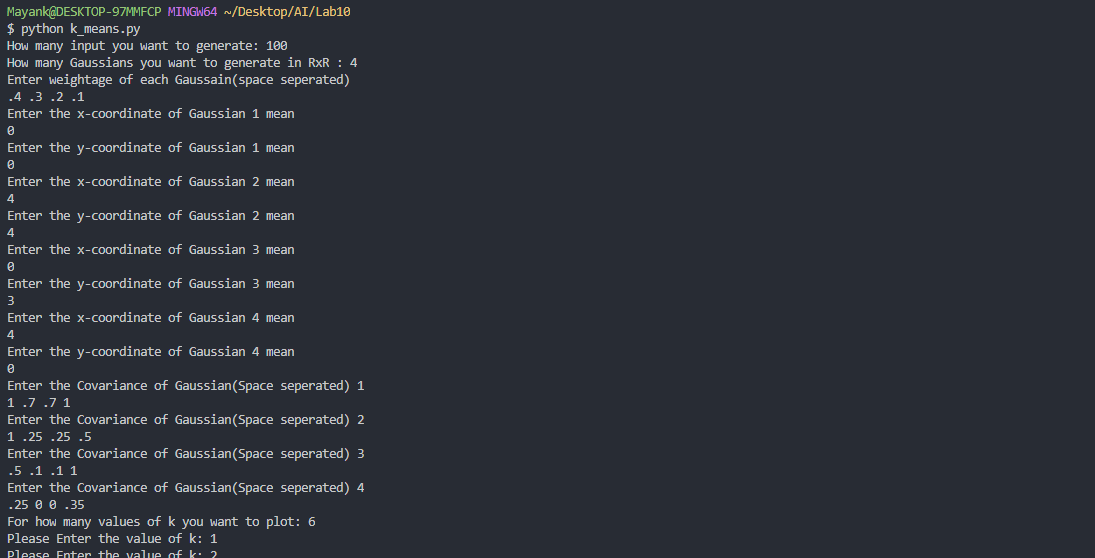 Mayank@DESKTOP-97MMFCP MINGW64 ~/Desktop/AI/Lab10
$ python k_means.py
How many input you want to generate: 100
How many Gaussians you want to generate in RxR : 4
Enter weightage of each Gaussain(space seperated)
.4 .3 .2 .1
Enter the x-coordinate of Gaussian 1 mean
0
Enter the y-coordinate of Gaussian 1 mean
0
Enter the x-coordinate of Gaussian 2 mean
4
Enter the y-coordinate of Gaussian 2 mean
4
Enter the x-coordinate of Gaussian 3 mean
0
Enter the y-coordinate of Gaussian 3 mean
3
Enter the x-coordinate of Gaussian 4 mean
4
Enter the y-coordinate of Gaussian 4 mean
0
Enter the Covariance of Gaussian(Space seperated) 1
1 .7 .7 1
Enter the Covariance of Gaussian(Space seperated) 2
1 .25 .25 .5
Enter the Covariance of Gaussian(Space seperated) 3
.5 .1 .1 1
Enter the Covariance of Gaussian(Space seperated) 4
.25 0 0 .35
For how many values of k you want to plot: 6
Please Enter the value of k: 1
Please Enter the value of k: 2